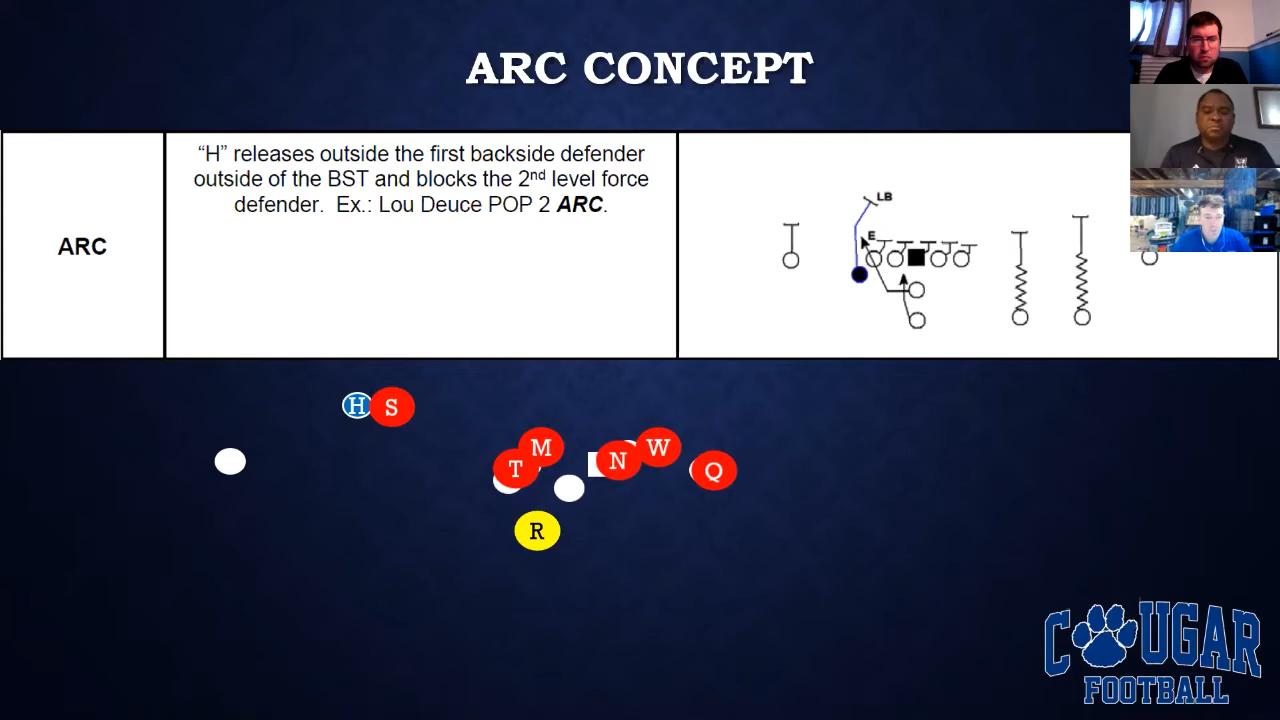 ARC CONCEPT
ARC
“H” releases outside the first backside defender
outside of the BST and blocks the 2nd level force
defender. Ex.: Lou Deuce POP 2 ARC.
LB
E
H S
M
T
N
W
Q
R
COUGAR
FOOTBALL